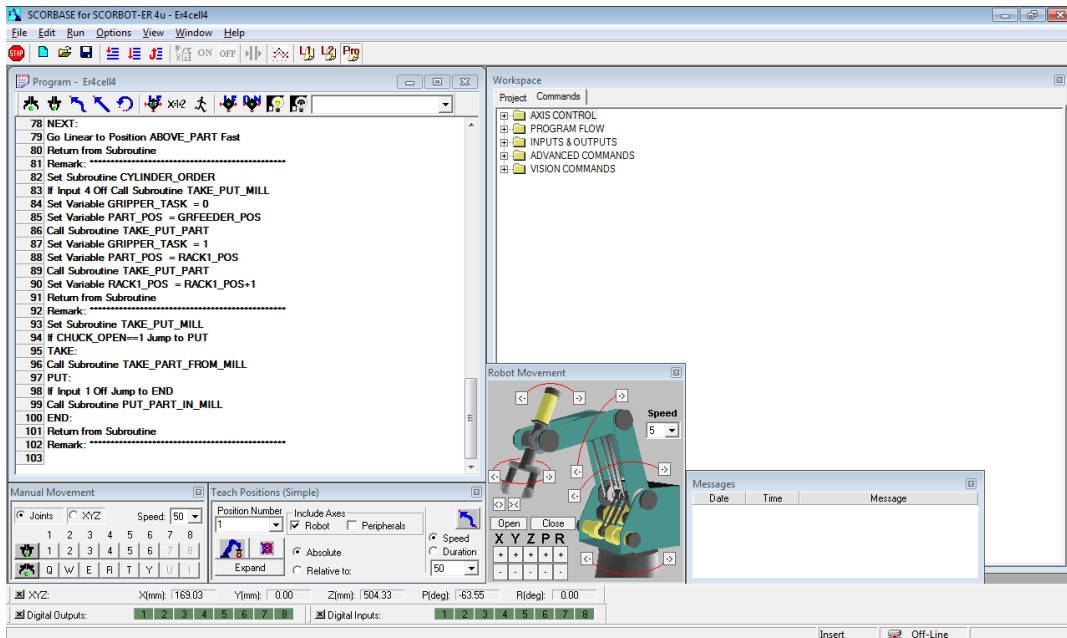 SCORBASE for SCORBOT-ER 4u - Er4cell4
File Edit Run Options View Window Help
STOP ON OFF L1 L2 Prg
Program - Er4cell4
78 NEXT:
79 Go Linear to Position ABOVE_PART Fast
80 Return from Subroutine
81 Remark: ***********************************************
82 Set Subroutine CYLINDER_ORDER
83 If Input 4 Off Call Subroutine TAKE_PUT_MILL
84 Set Variable GRIPPER_TASK = 0
85 Set Variable PART_POS = GRFEEDER_POS
86 Call Subroutine TAKE_PUT_PART
87 Set Variable GRIPPER_TASK = 1
88 Set Variable PART_POS = RACK1_POS
89 Call Subroutine TAKE_PUT_PART
90 Set Variable RACK1_POS = RACK1_POS+1
91 Return from Subroutine
92 Remark: ***********************************************
93 Set Subroutine TAKE_PUT_MILL
94 If CHUCK_OPEN==1 Jump to PUT
95 TAKE:
96 Call Subroutine TAKE_PART_FROM_MILL
97 PUT:
98 If Input 1 Off Jump to END
99 Call Subroutine PUT_PART_IN_MILL
100 END:
101 Return from Subroutine
102 Remark: ***********************************************
103
Workspace
Project Commands
AXIS CONTROL
PROGRAM FLOW
INPUTS & OUTPUTS
ADVANCED COMMANDS
VISION COMMANDS
Robot Movement
Speed
5
Open Close
X Y Z P R
+ + + + +
- - - - -
Manual Movement
Joints XYZ Speed: 50
1 2 3 4 5 6 7 8
1 2 3 4 5 6 7 8
Q W E R T Y U I
Teach Positions (Simple)
Position Number Include Axes
1 Robot Peripherals
Absolute
Expand Relative to:
Speed
Duration
50
Messages
Date Time Message
XYZ: X(mm): 169.03 Y(mm): 0.00 Z(mm): 504.33 P(deg): -63.55 R(deg): 0.00
Digital Outputs: 1 2 3 4 5 6 7 8 Digital Inputs: 1 2 3 4 5 6 7 8
Insert Off-Line